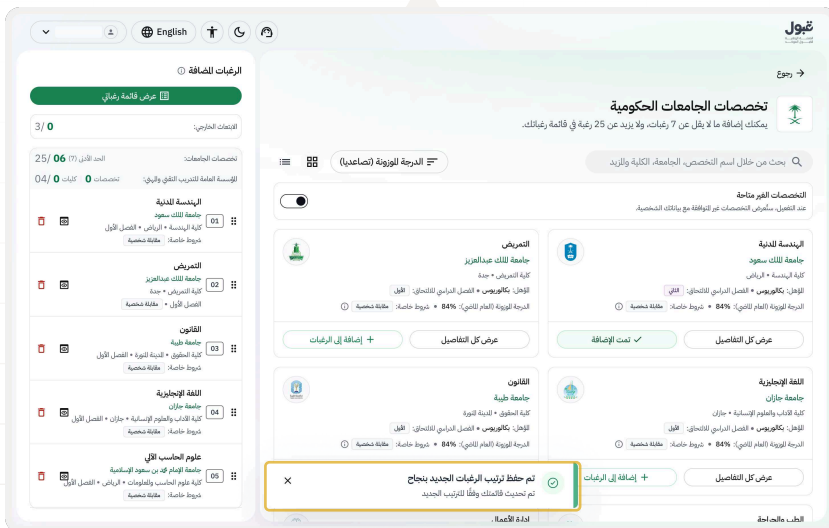 قبول
English
رجوع
تخصصات الجامعات الحكومية
يمكنك إضافة ما لا يقل عن 7 رغبات، ولا يزيد عن 25 رغبة في قائمة رغباتك.
بحث من خلال اسم التخصص، الجامعة، الكلية والمزيد
الدرجة الموزونة (تصاعديا)
التخصصات الغير متاحة
عند التفعيل، ستُعرض التخصصات غير المتوافقة مع بياناتك الشخصية.
الهندسة المدنية
جامعة الملك سعود
كلية الهندسة • الرياض
المؤهل: بكالوريوس • الفصل الدراسي للالتحاق: الثاني
الدرجة الموزونة (العام الماضي): 84% • شروط خاصة: مقابلة شخصية
عرض كل التفاصيل
تمت الإضافة
التمريض
جامعة الملك عبدالعزيز
كلية التمريض • جدة
المؤهل: بكالوريوس • الفصل الدراسي للالتحاق: الأول
الدرجة الموزونة (العام الماضي): 84% • شروط خاصة: مقابلة شخصية
عرض كل التفاصيل
إضافة إلى الرغبات
اللغة الإنجليزية
جامعة جازان
كلية الآداب والعلوم الإنسانية • جازان
المؤهل: بكالوريوس • الفصل الدراسي للالتحاق: الأول
الدرجة الموزونة (العام الماضي): 84% • شروط خاصة: مقابلة شخصية
عرض كل التفاصيل
إضافة إلى الرغبات
القانون
جامعة طيبة
كلية الحقوق • المدينة المنورة
المؤهل: بكالوريوس • الفصل الدراسي للالتحاق: الأول
الدرجة الموزونة (العام الماضي): 84% • شروط خاصة: مقابلة شخصية
تم حفظ ترتيب الرغبات الجديد بنجاح
تم تحديث قائمتك وفقًا للترتيب الجديد
الطب والجراحة
إدارة الأعمال
الرغبات المضافة
عرض قائمة رغباتي
الابتعاث الخارجي: 0 /3
تخصصات الجامعات: الحد الأدنى (7) 06 /25
المؤسسة العامة للتدريب التقني والمهني: تخصصات 0 كليات 0 /04
الهندسة المدنية
01
جامعة الملك سعود
كلية الهندسة • الرياض • الفصل الأول
شروط خاصة: مقابلة شخصية
التمريض
02
جامعة الملك عبدالعزيز
كلية التمريض • جدة
الفصل الأول • مقابلة شخصية
القانون
03
جامعة طيبة
كلية الحقوق • المدينة المنورة • الفصل الأول
شروط خاصة: مقابلة شخصية
اللغة الإنجليزية
04
جامعة جازان
كلية الآداب والعلوم الإنسانية • جازان • الفصل الأول
شروط خاصة: مقابلة شخصية
علوم الحاسب الآلي
05
جامعة الإمام محمد بن سعود الإسلامية
كلية علوم الحاسب والمعلومات • الرياض • الفصل الأول
شروط خاصة: مقابلة شخصية